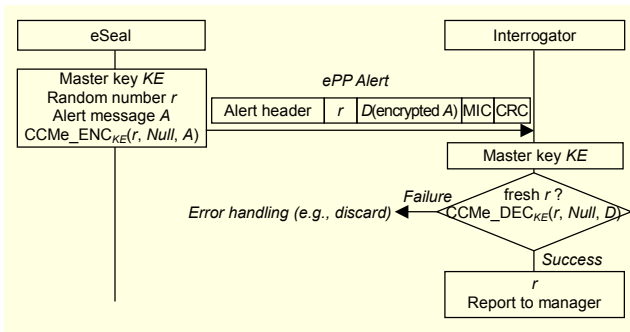 eSeal
Interrogator
Master key KE
Random number r
Alert message A
CCMe_ENCKE(r, Null, A)
ePP Alert
Alert header r D(encrypted A) MIC CRC
Master key KE
fresh r ?
CCMe_DECKE(r, Null, D)
Failure
Error handling (e.g., discard)
Success
r
Report to manager